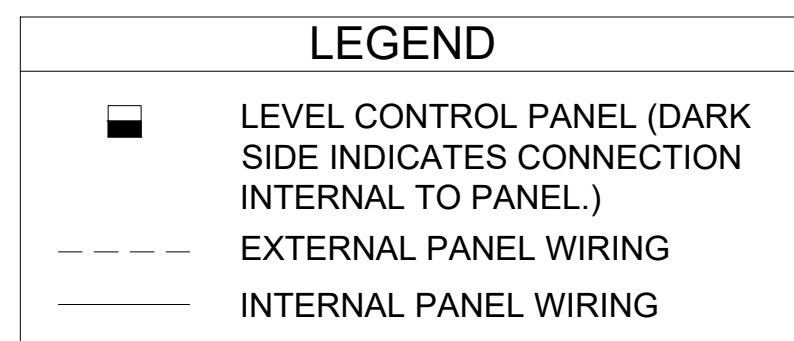 LEGEND
LEVEL CONTROL PANEL (DARK
SIDE INDICATES CONNECTION
INTERNAL TO PANEL.)
EXTERNAL PANEL WIRING
INTERNAL PANEL WIRING